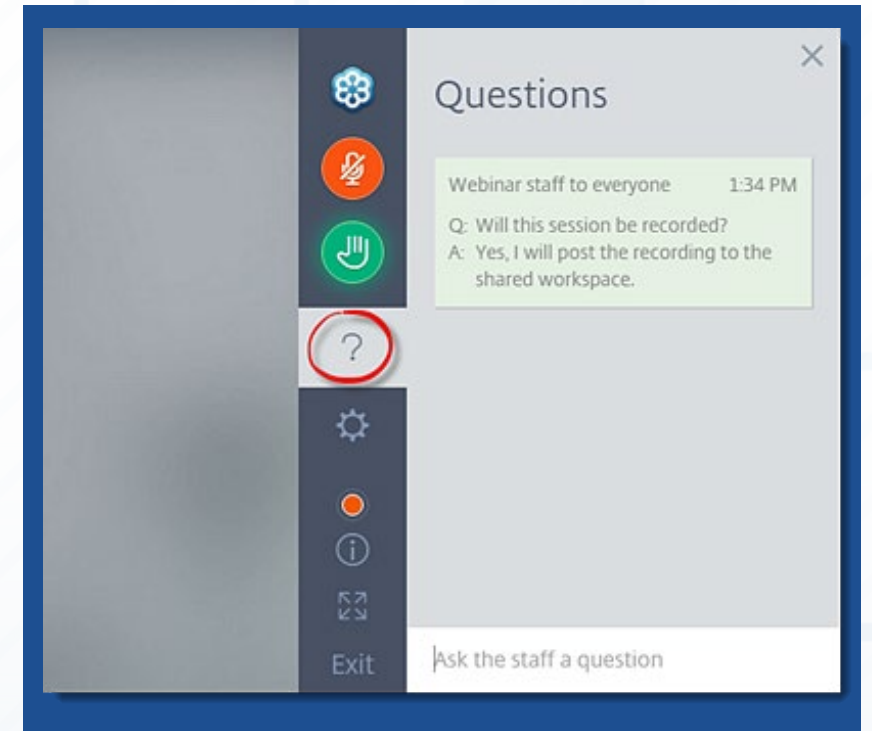 Questions
Webinar staff to everyone 1:34 PM
Q: Will this session be recorded?
A: Yes, I will post the recording to the
shared workspace.
?
Exit
Ask the staff a question